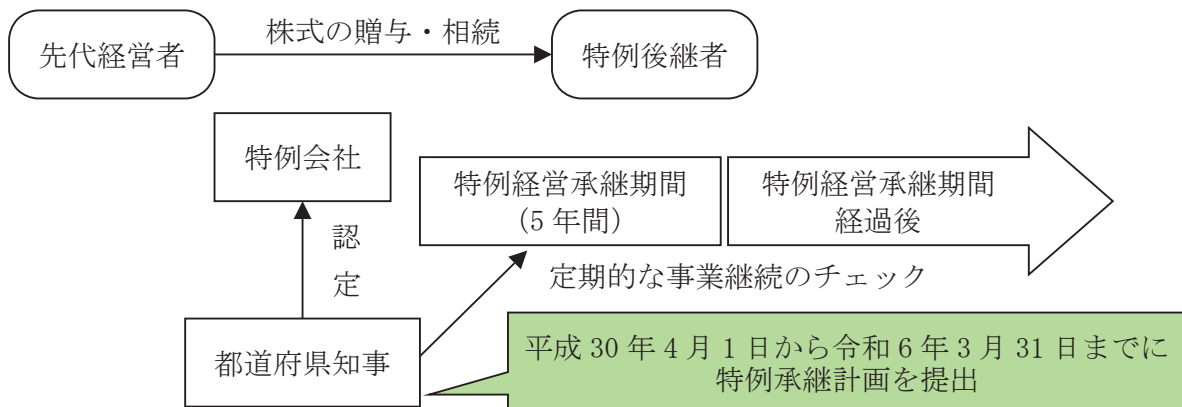 株式の贈与・相続
先代経営者
特例後継者
特例会社
特例経営承継期間
(5 年間)
特例経営承継期間
経過後
認
定
定期的な事業継続のチェック
都道府県知事
平成 30 年 4 月 1 日から令和 6 年 3 月 31 日までに
特例承継計画を提出